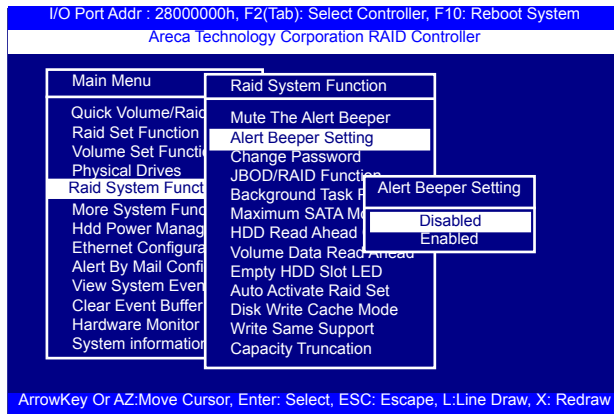 I/O Port Addr : 28000000h, F2(Tab): Select Controller, F10: Reboot System
Areca Technology Corporation RAID Controller
Main Menu
Quick Volume/Raid
Raid Set Function
Volume Set Functi
Physical Drives
Raid System Funct
More System Func
Hdd Power Manag
Ethernet Configura
Alert By Mail Confi
View System Even
Clear Event Buffer
Hardware Monitor
System information
Raid System Function
Mute The Alert Beeper
Alert Beeper Setting
Change Password
JBOD/RAID Function
Background Task
Maximum SATA Mo
HDD Read Ahead
Volume Data Read Ahead
Empty HDD Slot LED
Auto Activate Raid Set
Disk Write Cache Mode
Write Same Support
Capacity Truncation
Alert Beeper Setting
Disabled
Enabled
ArrowKey Or AZ:Move Cursor, Enter: Select, ESC: Escape, L:Line Draw, X: Redraw